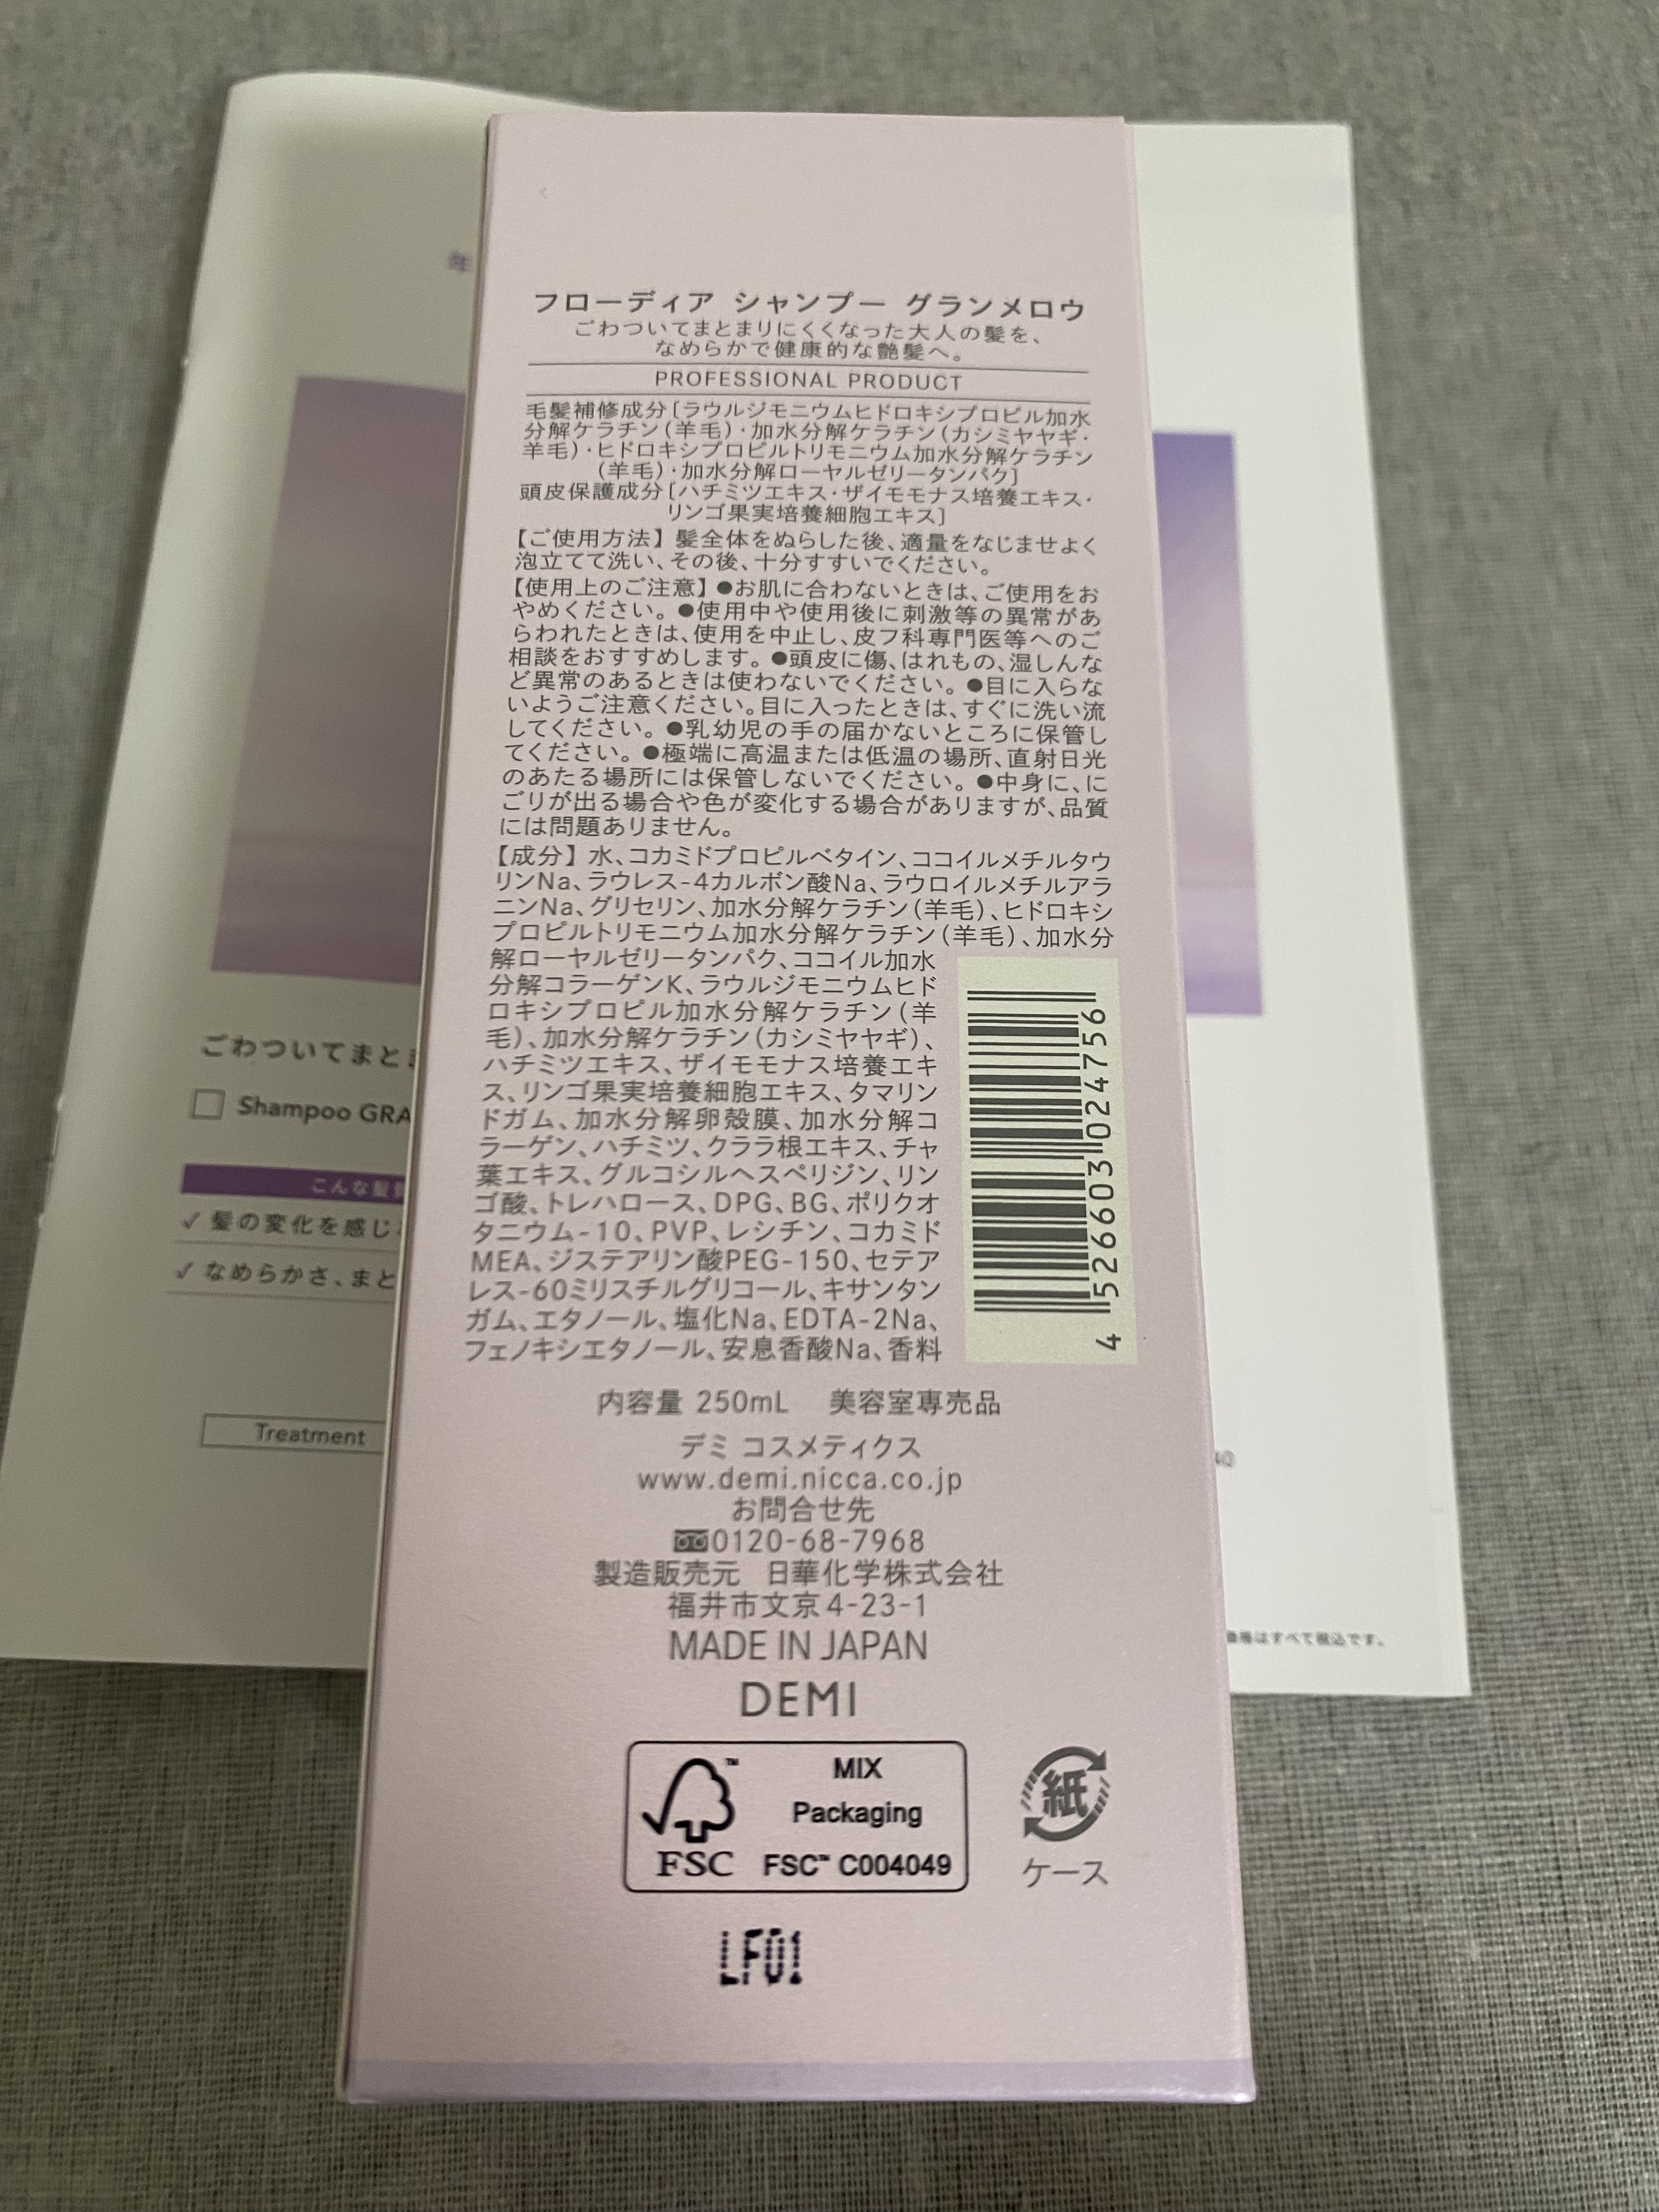 フローディア シャンプー グランメロウ
ごわついてまとまりにくくなった大人の髪を、
なめらかで健康的な艶髪へ。
PROFESSIONAL PRODUCT
毛髪補修成分[ラウルジモニウムヒドロキシプロピル加水
分解ケラチン(羊毛)・加水分解ケラチン(カシミヤヤギ・
羊毛)・ヒドロキシプロピルトリモニウム加水分解ケラチン
(羊毛)・加水分解ローヤルゼリータンパク]
頭皮保護成分[ハチミツエキス・ザイモモナス培養エキス・
リンゴ果実培養細胞エキス]
【ご使用方法】髪全体をぬらした後、適量をなじませよく
泡立てて洗い、その後、十分すすいでください。
【使用上のご注意】●お肌に合わないときは、ご使用をお
やめください。●使用中や使用後に刺激等の異常があ
らわれたときは、使用を中止し、皮フ科専門医等へのご
相談をおすすめします。●頭皮に傷、はれもの、湿しんな
ど異常のあるときは使わないでください。●目に入らな
いようご注意ください。目に入ったときは、すぐに洗い流
してください。●乳幼児の手の届かないところに保管し
てください。●極端に高温または低温の場所、直射日光
のあたる場所には保管しないでください。●中身に、に
ごりが出る場合や色が変化する場合がありますが、品質
には問題ありません。
【成分】水、コカミドプロピルベタイン、ココイルメチルタウ
リンNa、ラウレス-4カルボン酸Na、ラウロイルメチルアラ
ニンNa、グリセリン、加水分解ケラチン(羊毛)、ヒドロキシ
プロピルトリモニウム加水分解ケラチン(羊毛)、加水分
解ローヤルゼリータンパク、ココイル加水
分解コラーゲンK、ラウルジモニウムヒド
ロキシプロピル加水分解ケラチン(羊
毛)、加水分解ケラチン(カシミヤヤギ)、
ハチミツエキス、ザイモモナス培養エキ
ス、リンゴ果実培養細胞エキス、タマリン
ドガム、加水分解卵殻膜、加水分解コ
ラーゲン、ハチミツ、クララ根エキス、チャ
葉エキス、グルコシルヘスペリジン、リン
ゴ酸、トレハロース、DPG、BG、ポリクオ
タニウム-10、PVP、レシチン、コカミド
MEA、ジステアリン酸PEG-150、セテア
レス-60ミリスチルグリコール、キサンタン
ガム、エタノール、塩化Na、EDTA-2Na、
フェノキシエタノール、安息香酸Na、香料
4 526603 024756
内容量 250mL 美容室専売品
デミ コスメティクス
www.demi.nicca.co.jp
お問合せ先
0120-68-7968
製造販売元 日華化学株式会社
福井市文京4-23-1
MADE IN JAPAN
DEMI
FSC™
MIX
Packaging
FSC™ C004049
紙
ケース
LF01
年
ごわついてまとま
Shampoo GRA
こんな髪
髪の変化を感じ
なめらかさ、まと
Treatment
40
価格はすべて税込です。